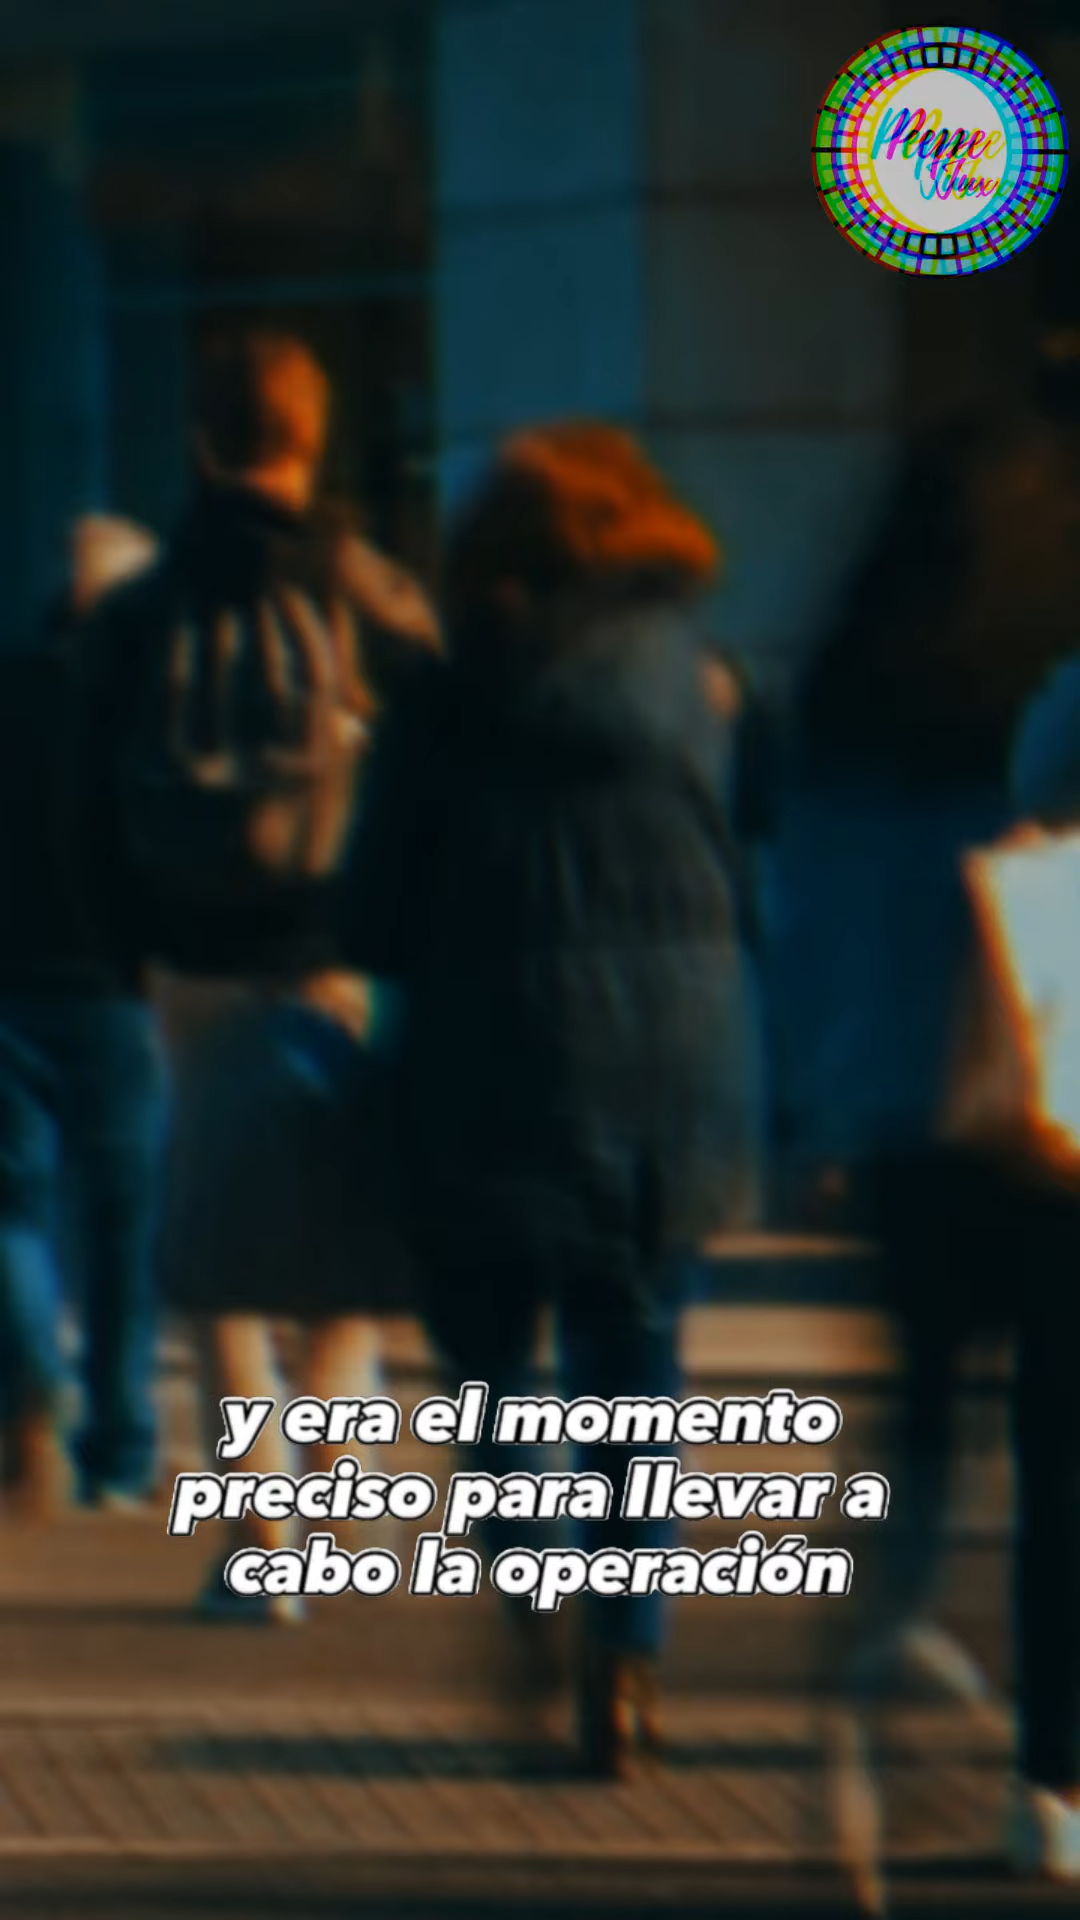 y era el momento
preciso para llevar a
cabo la operación